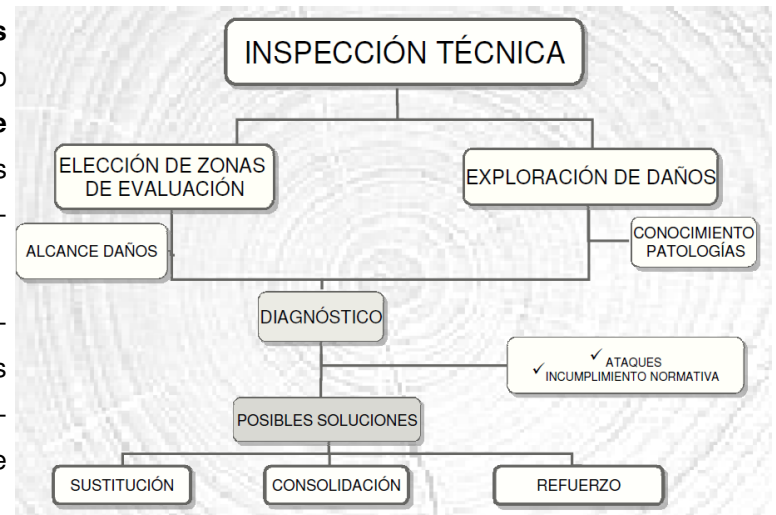 INSPECCIÓN TÉCNICA
ELECCIÓN DE ZONAS
DE EVALUACIÓN
EXPLORACIÓN DE DAÑOS
ALCANCE DAÑOS
CONOCIMIENTO
PATOLOGÍAS
DIAGNÓSTICO
✓ ATAQUES
✓ INCUMPLIMIENTO NORMATIVA
POSIBLES SOLUCIONES
SUSTITUCIÓN
CONSOLIDACIÓN
REFUERZO